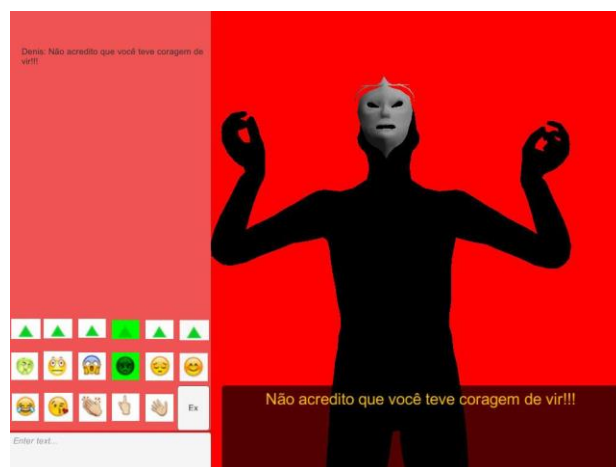 Denis: Não acredito que você teve coragem de
vir!!!
Ex
Enter text...
Não acredito que você teve coragem de vir!!!